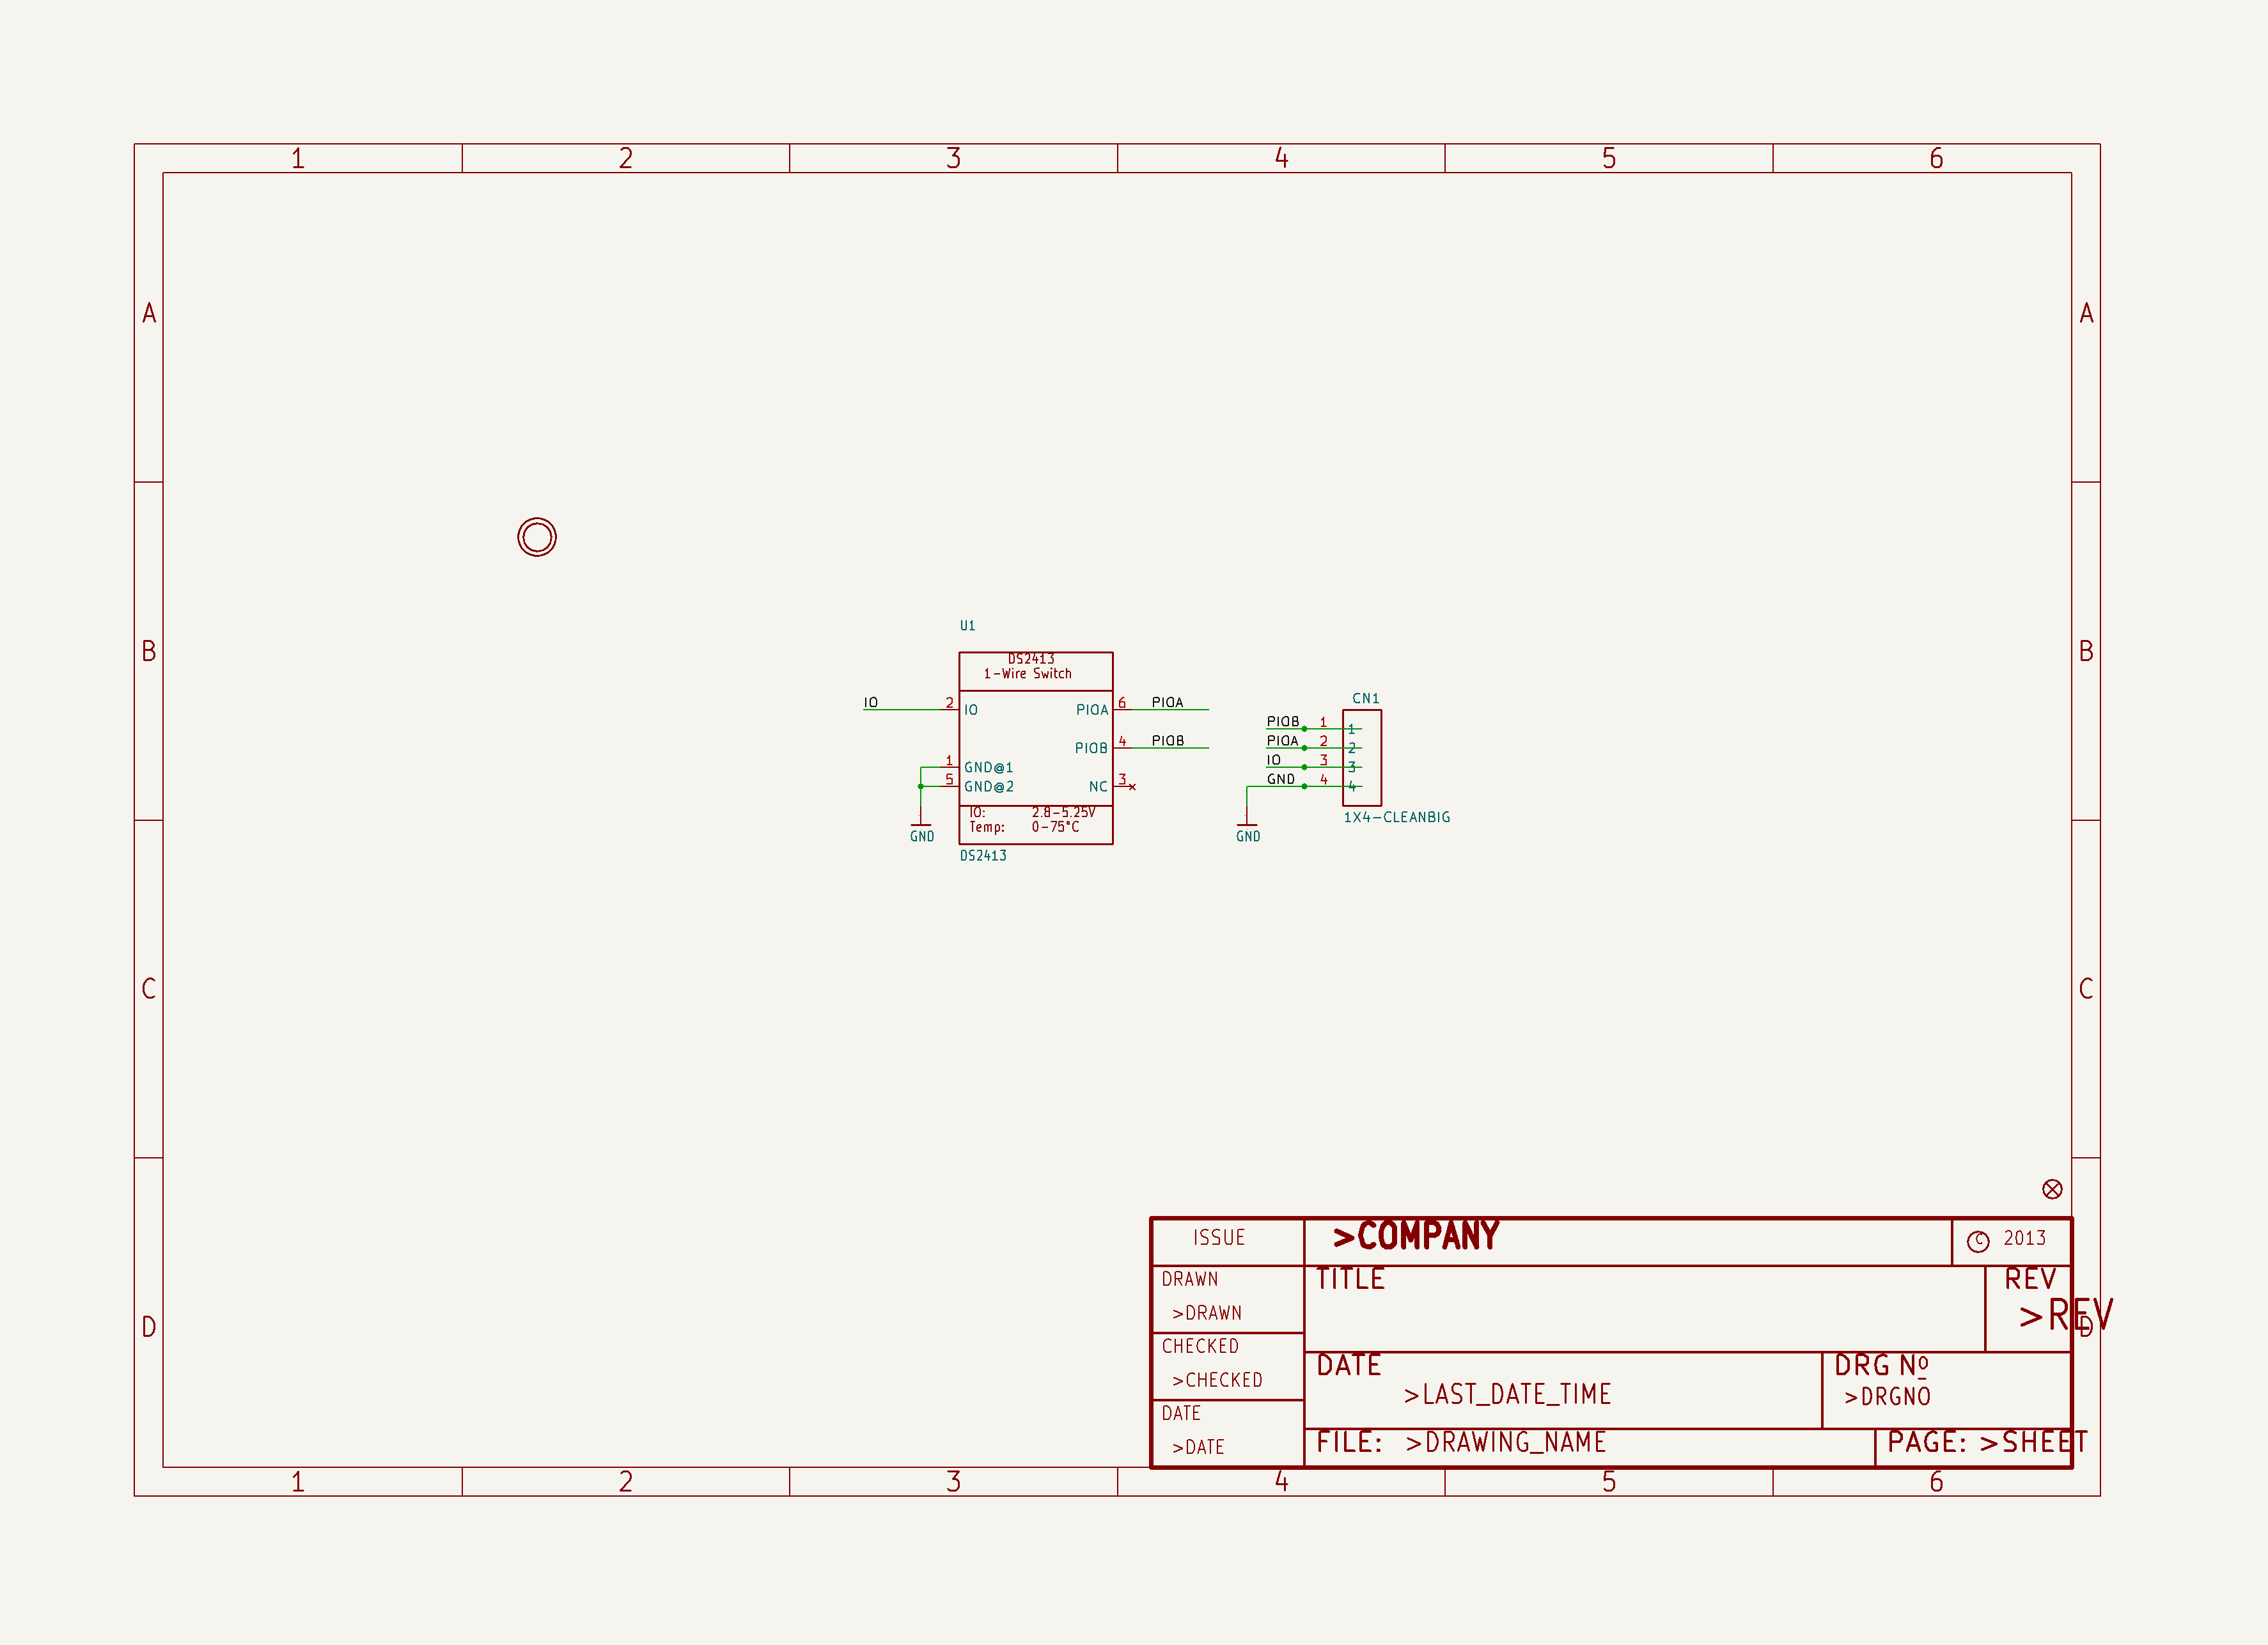 1 2 3 4 5 6
A A
U1
DS2413
1-Wire Switch
B B
CN1
IO 2 IO PIOA 6 PIOA
PIOB 1 1
PIOB 4 PIOB PIOA 2 2
1 GND@1 IO 3 3
5 GND@2 NC 3 GND 4 4
IO: 2.8-5.25V
Temp: 0-75°C
GND GND 1X4-CLEANBIG
DS2413
C C
ISSUE >COMPANY C 2013
DRAWN TITLE REV
>DRAWN >REV
D D
CHECKED
>CHECKED
DATE DRG Nº
>LAST_DATE_TIME >DRGNO
DATE
>DATE
FILE: >DRAWING_NAME PAGE: >SHEET
1 2 3 4 5 6